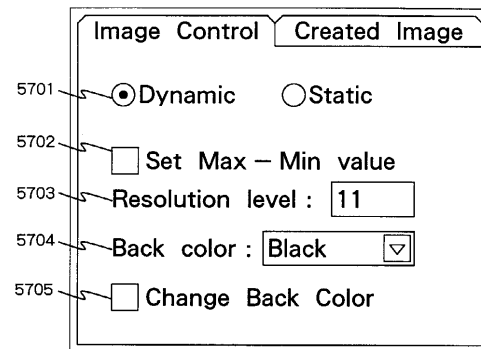 Image Control Created Image
5701 Dynamic Static
5702 Set Max - Min value
5703 Resolution level : 11
5704 Back color : Black
5705 Change Back Color